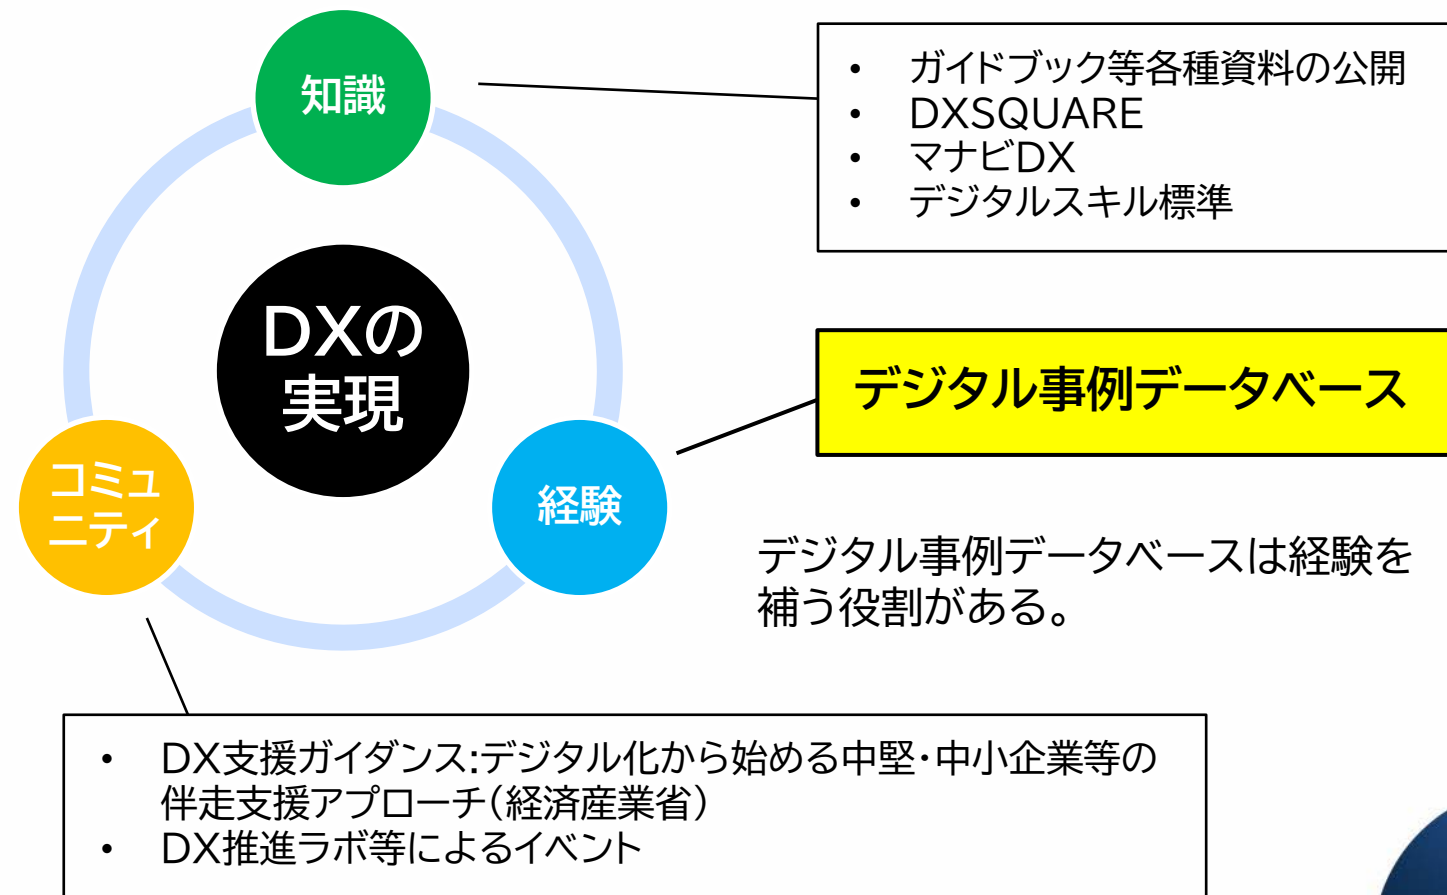 知識
• ガイドブック等各種資料の公開
• DXSQUARE
• マナビDX
• デジタルスキル標準
DXの
実現
デジタル事例データベース
コミュ
ニティ
経験
デジタル事例データベースは経験を
補う役割がある。
• DX支援ガイダンス:デジタル化から始める中堅・中小企業等の
伴走支援アプローチ(経済産業省)
• DX推進ラボ等によるイベント